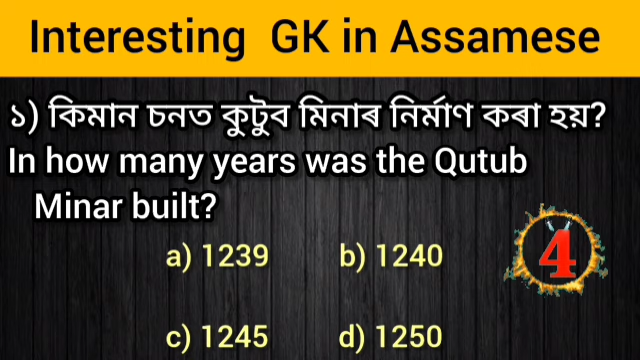 Interesting GK in Assamese
১) কিমান চনত কুটুব মিনাৰ নিৰ্মাণ কৰা হয়?
In how many years was the Qutub
Minar built?
a) 1239 b) 1240
4
c) 1245 d) 1250